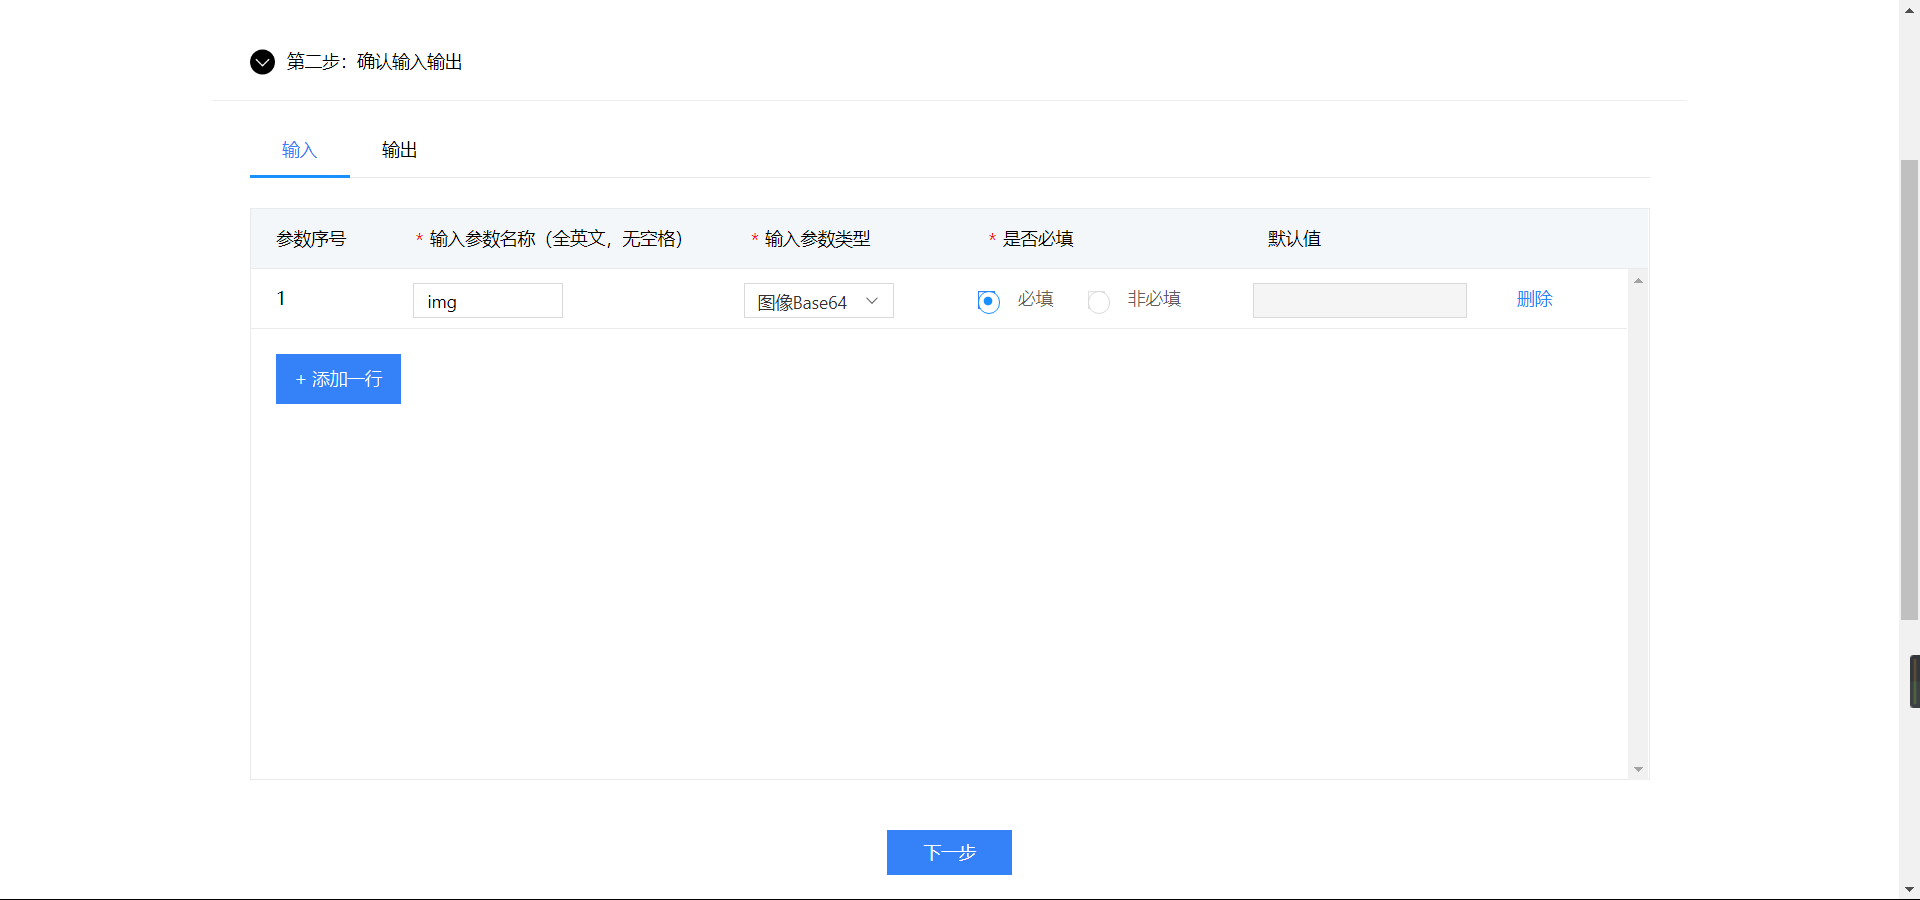 第二步：确认输入输出
输入 输出
参数序号 * 输入参数名称（全英文，无空格） * 输入参数类型 * 是否必填 默认值
1 img 图像Base64 必填 非必填 删除
+ 添加一行
下一步